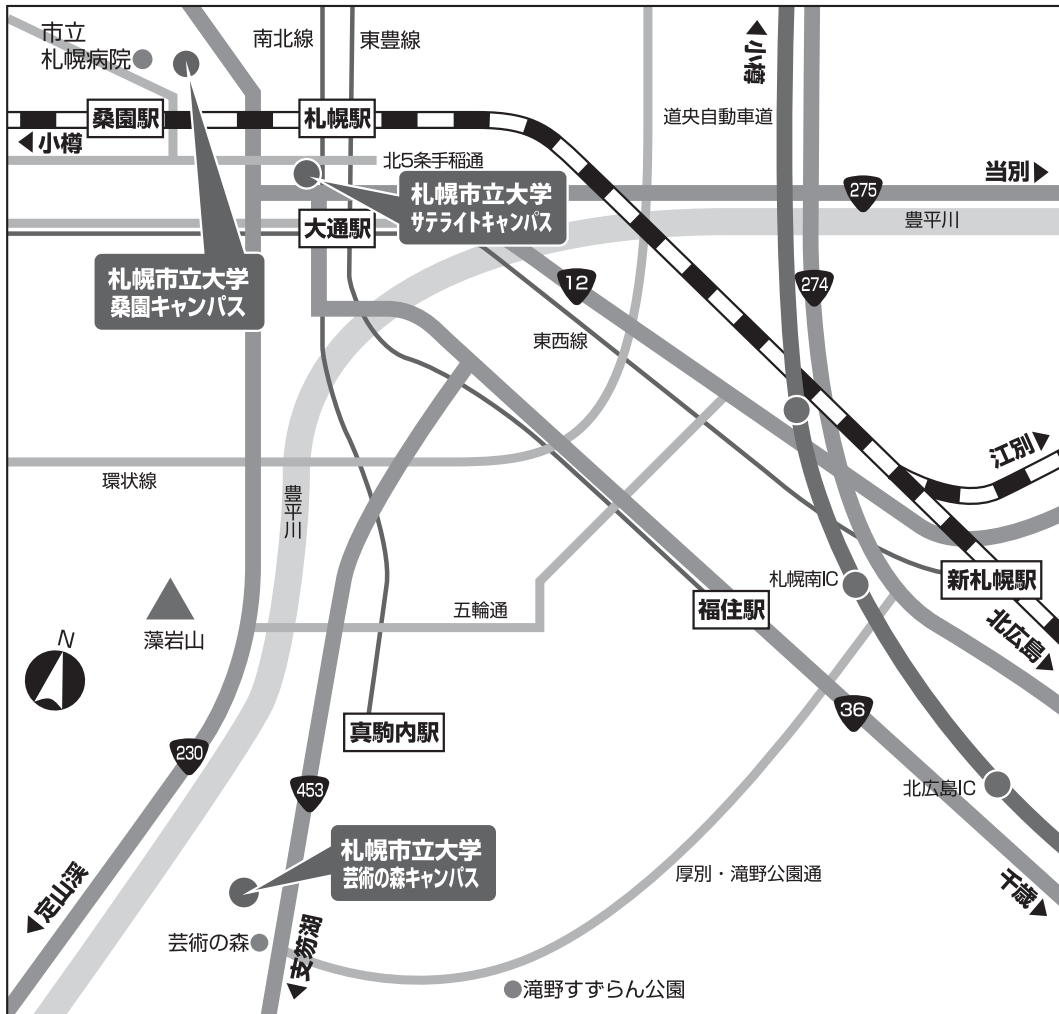 市立
札幌病院
南北線
東豊線
◀小樽
道央自動車道
桑園駅
札幌駅
◀小樽
北5条手稲通
当別▶
札幌市立大学
サテライトキャンパス
275
豊平川
大通駅
札幌市立大学
桑園キャンパス
12
274
東西線
江別▶
環状線
豊平川
札幌南IC
新札幌駅
福住駅
五輪通
藻岩山
北広島▶
N
真駒内駅
36
230
453
北広島IC
札幌市立大学
芸術の森キャンパス
厚別・滝野公園通
千歳▶
◀定山渓
芸術の森
◀支笏湖
滝野すずらん公園